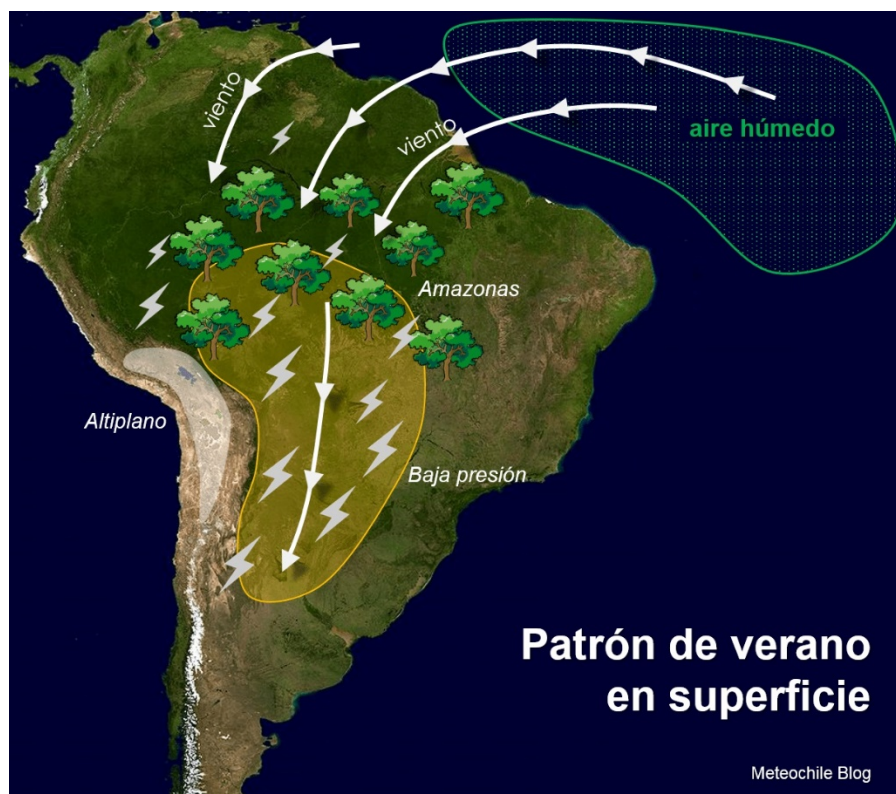 viento
viento
aire húmedo
Amazonas
Altiplano
Baja presión
Patrón de verano
en superficie
Meteochile Blog